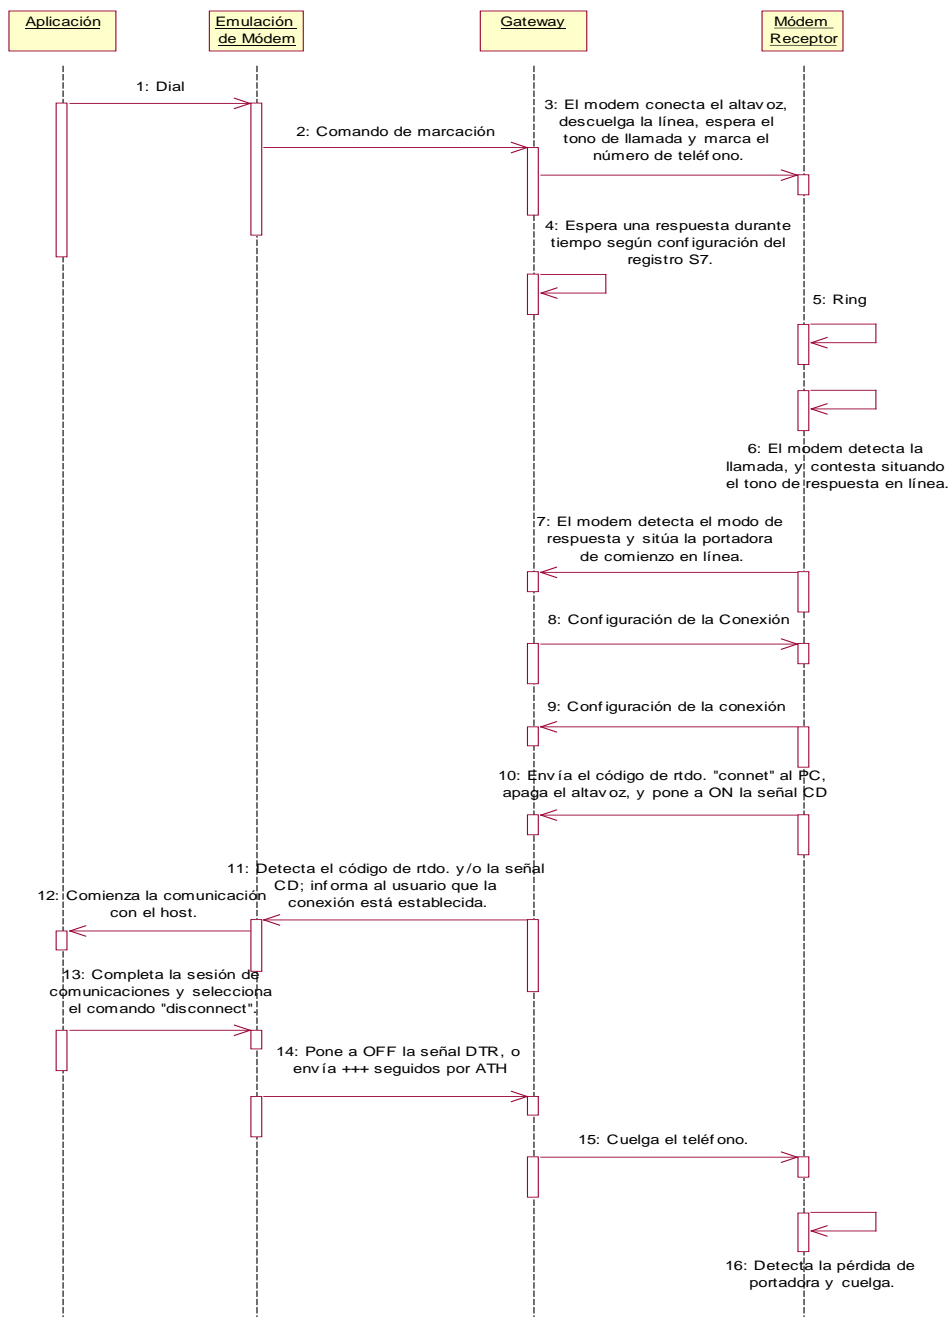 Aplicación
Emulación
de Módem
Gateway
Módem
Receptor
1: Dial
2: Comando de marcación
3: El modem conecta el altavoz,
descuelga la línea, espera el
tono de llamada y marca el
número de teléfono.
4: Espera una respuesta durante
tiempo según configuración del
registro S7.
5: Ring
6: El modem detecta la
llamada, y contesta situando
el tono de respuesta en línea.
7: El modem detecta el modo de
respuesta y sitúa la portadora
de comienzo en línea.
8: Configuración de la Conexión
9: Configuración de la conexión
10: Envía el código de rtdo. "connet" al PC,
apaga el altavoz, y pone a ON la señal CD
11: Detecta el código de rtdo. y/o la señal
CD; informa al usuario que la
conexión está establecida.
12: Comienza la comunicación
con el host.
13: Completa la sesión de
comunicaciones y selecciona
el comando "disconnect".
14: Pone a OFF la señal DTR, o
envía +++ seguidos por ATH
15: Cuelga el teléfono.
16: Detecta la pérdida de
portadora y cuelga.